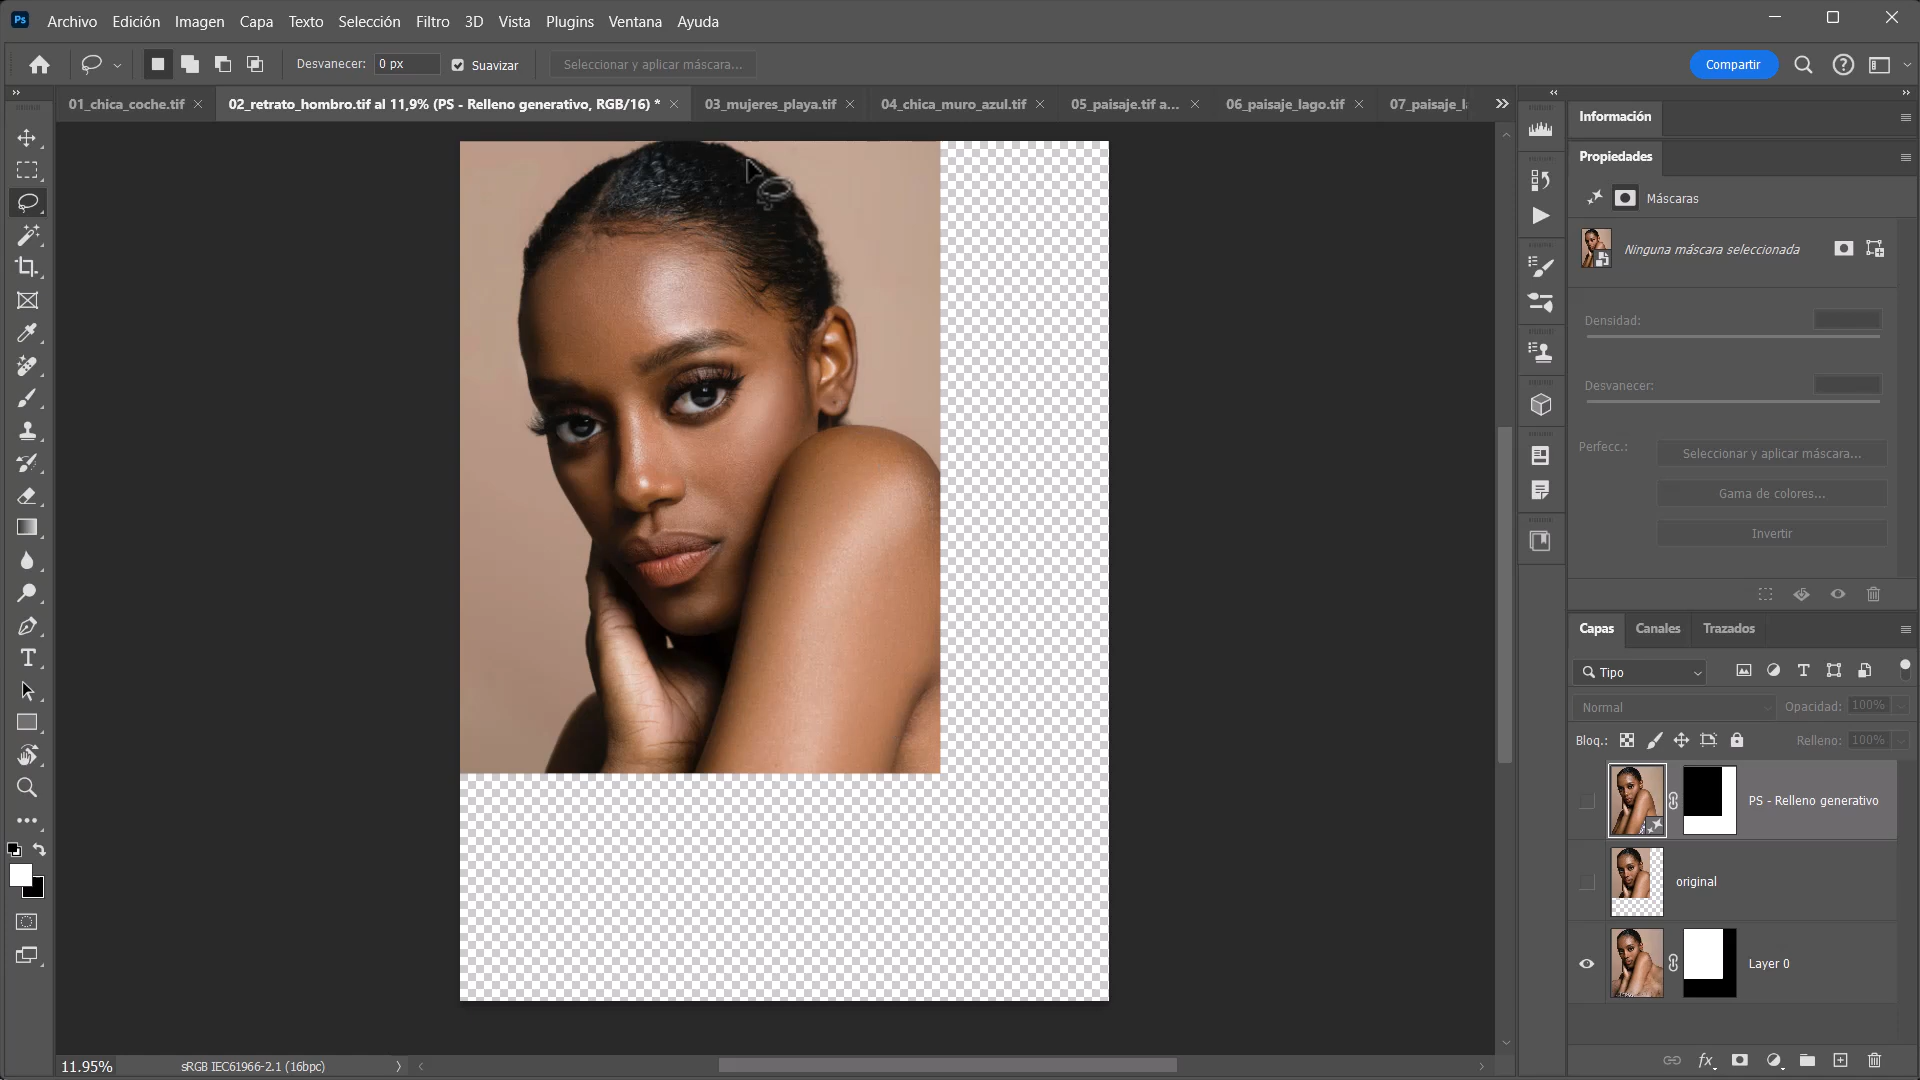 Ps Archivo Edición Imagen Capa Texto Selección Filtro 3D Vista Plugins Ventana Ayuda
Desvanecer: 0 px Suavizar Seleccionar y aplicar máscara... Compartir
01_chica_coche.tif 02_retrato_hombro.tif al 11,9% (PS - Relleno generativo, RGB/16) * 03_mujeres_playa.tif 04_chica_muro_azul.tif 05_paisaje.tif a... 06_paisaje_lago.tif 07_paisaje_l
Información
Propiedades
Máscaras
Ninguna máscara seleccionada
Densidad:
Desvanecer:
Perfecc.: Seleccionar y aplicar máscara...
Gama de colores...
Invertir
Capas Canales Trazados
Tipo
Normal Opacidad: 100%
Bloq.: Relleno: 100%
PS - Relleno generativo
original
Layer 0
fx
11.95% sRGB IEC61966-2.1 (16bpc)